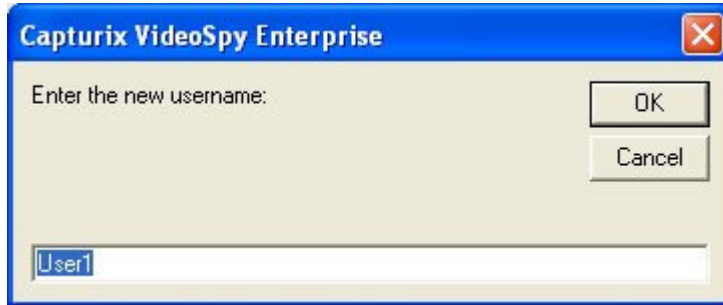 Capturix VideoSpy Enterprise
Enter the new username:
OK
Cancel
User1